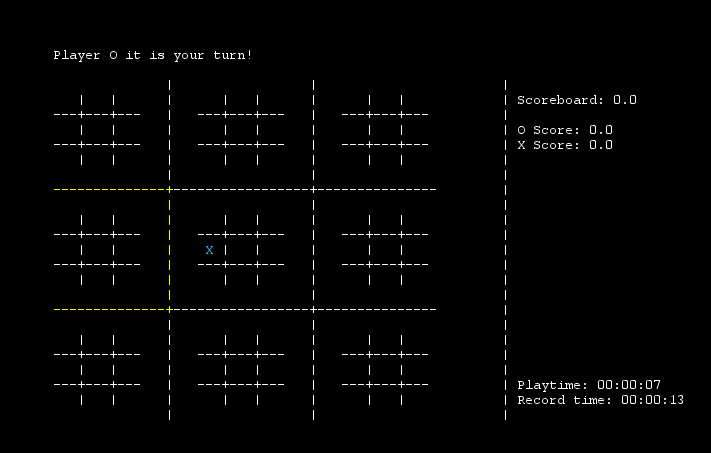 Player O it is your turn!
Scoreboard: 0.0
O Score: 0.0
X Score: 0.0
X
Playtime: 00:00:07
Record time: 00:00:13